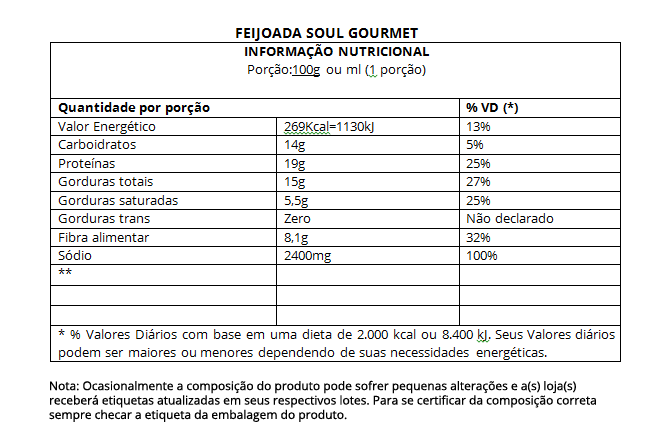 FEIJOADA SOUL GOURMET
INFORMAÇÃO NUTRICIONAL
Porção:100g ou ml (1 porção)
Quantidade por porção % VD (*)
Valor Energético 269Kcal=1130kJ 13%
Carboidratos 14g 5%
Proteínas 19g 25%
Gorduras totais 15g 27%
Gorduras saturadas 5,5g 25%
Gorduras trans Zero Não declarado
Fibra alimentar 8,1g 32%
Sódio 2400mg 100%
**
* % Valores Diários com base em uma dieta de 2.000 kcal ou 8.400 kJ. Seus Valores diários
podem ser maiores ou menores dependendo de suas necessidades energéticas.
Nota: Ocasionalmente a composição do produto pode sofrer pequenas alterações e a(s) loja(s)
receberá etiquetas atualizadas em seus respectivos lotes. Para se certificar da composição correta
sempre checar a etiqueta da embalagem do produto.